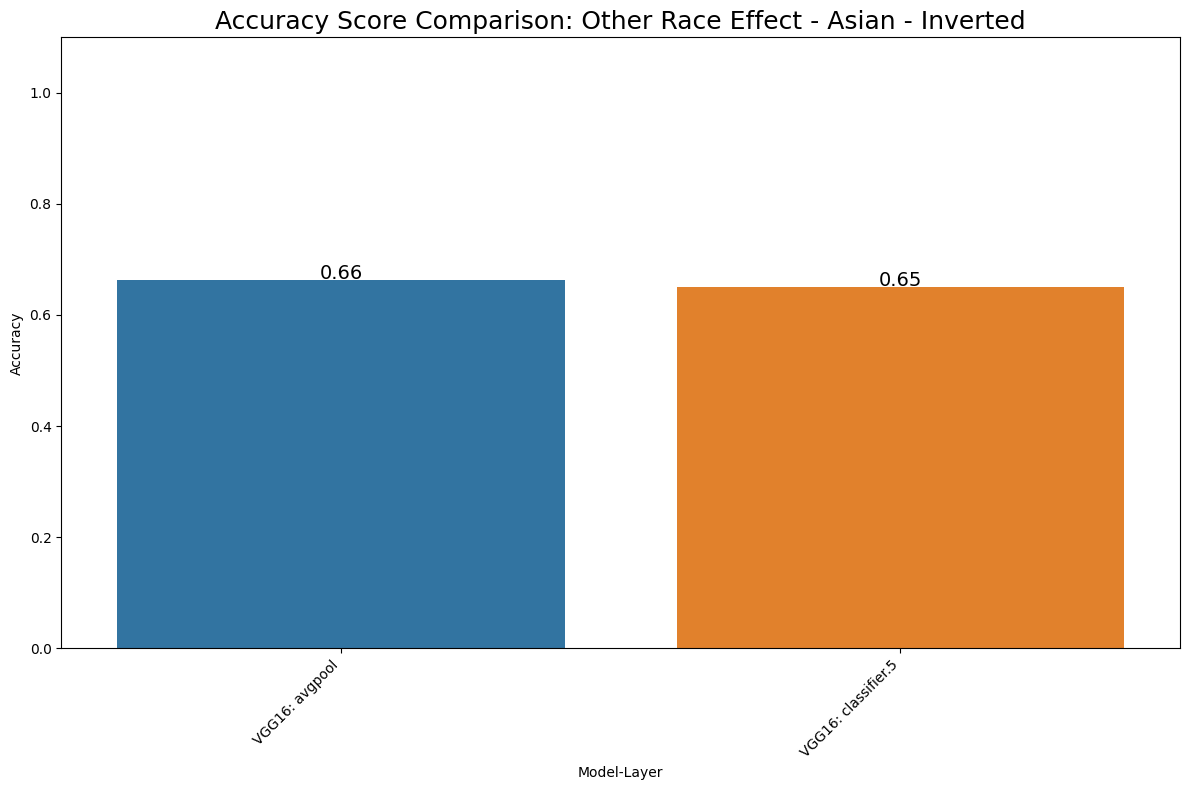 Accuracy Score Comparison: Other Race Effect - Asian - Inverted
1.0
0.8
0.6
0.4
0.2
0.0
Accuracy
0.66
0.65
VGG16: avgpool
VGG16: classifier.5
Model-Layer